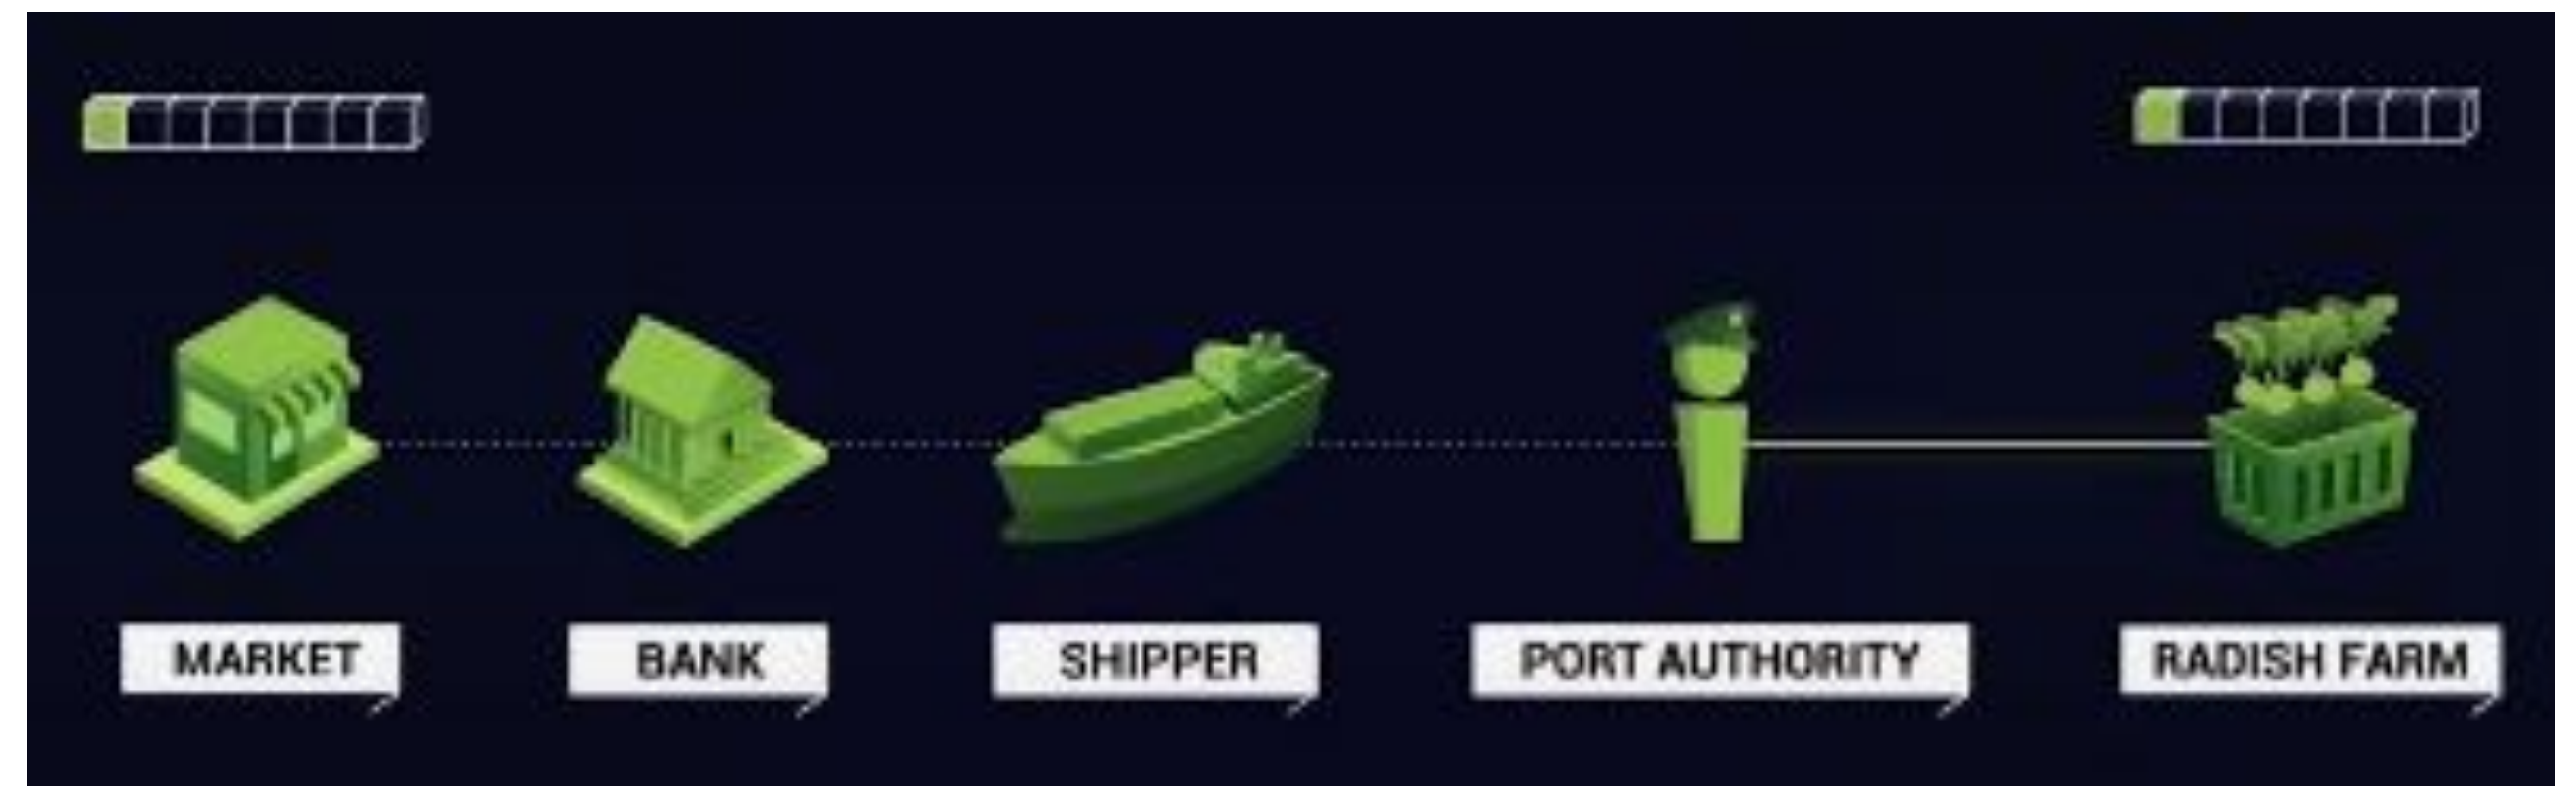 MARKET
BANK
SHIPPER
PORT AUTHORITY
RADISH FARM